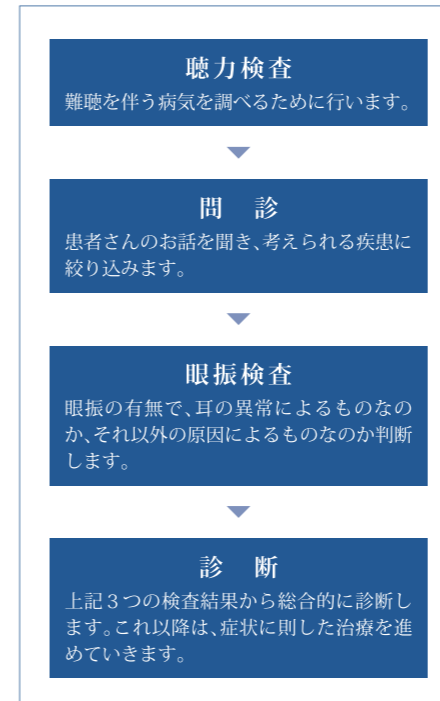 聴力検査
難聴を伴う病気を調べるために行います。
問　診
患者さんのお話を聞き、考えられる疾患に
絞り込みます。
眼振検査
眼振の有無で、耳の異常によるものなの
か、それ以外の原因によるものなのか判断
します。
診　断
上記３つの検査結果から総合的に診断し
ます。これ以降は、症状に則した治療を進
めていきます。